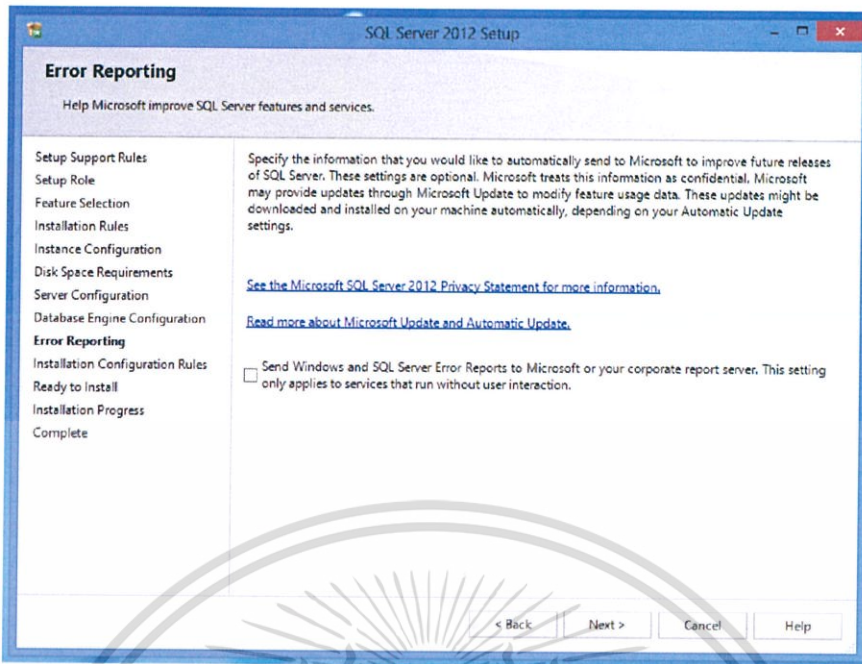 SQL Server 2012 Setup
Error Reporting
Help Microsoft improve SQL Server features and services.
Setup Support Rules
Setup Role
Feature Selection
Installation Rules
Instance Configuration
Disk Space Requirements
Server Configuration
Database Engine Configuration
Error Reporting
Installation Configuration Rules
Ready to Install
Installation Progress
Complete
Specify the information that you would like to automatically send to Microsoft to improve future releases
of SQL Server. These settings are optional. Microsoft treats this information as confidential. Microsoft
may provide updates through Microsoft Update to modify feature usage data. These updates might be
downloaded and installed on your machine automatically, depending on your Automatic Update
settings.
See the Microsoft SQL Server 2012 Privacy Statement for more information.
Read more about Microsoft Update and Automatic Update.
Send Windows and SQL Server Error Reports to Microsoft or your corporate report server. This setting
only applies to services that run without user interaction.
< Back
Next >
Cancel
Help